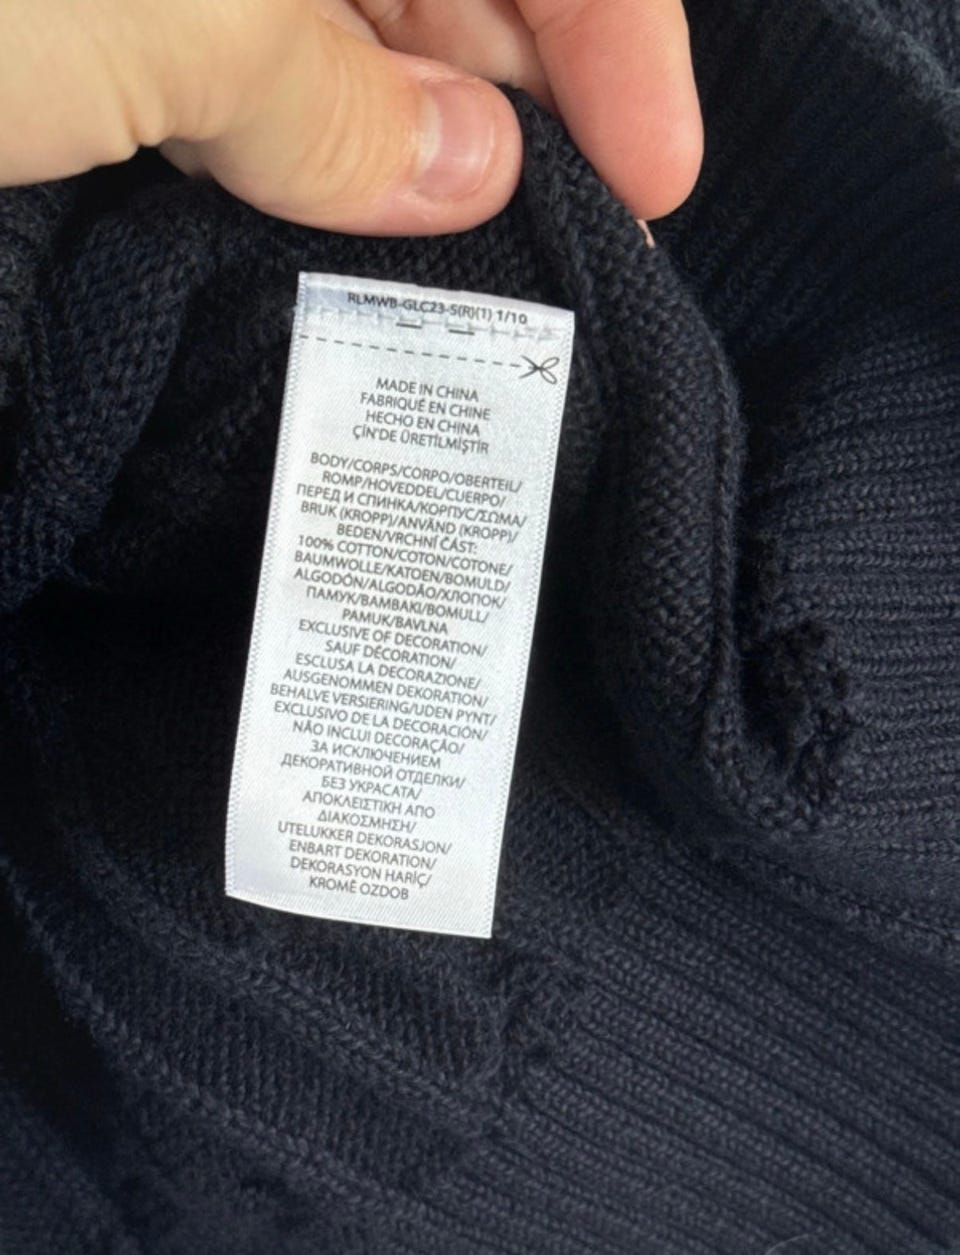 RLMWB-GLC23-S(R)(1) 1/10
MADE IN CHINA
FABRIQUÉ EN CHINE
HECHO EN CHINA
ÇİN'DE ÜRETİLMİŞTİR
BODY/CORPS/CORPO/OBERTEIL/
ROMP/HOVEDDEL/CUERPO/
ПЕРЕД И СПИНКА/КОРПУС/ΣΩΜΑ/
BRUK (KROPP)/ANVÄND (KROPP)/
BEDEN/VRCHNÍ ČÁST:
100% COTTON/COTON/COTONE/
BAUMWOLLE/KATOEN/BOMULD/
ALGODÓN/ALGODÃO/ХЛОПОК/
ПАМУК/ΒΑΜΒΑΚΙ/BOMULL/
PAMUK/BAVLNA
EXCLUSIVE OF DECORATION/
SAUF DÉCORATION/
ESCLUSA LA DECORAZIONE/
AUSGENOMMEN DEKORATION/
BEHALVE VERSIERING/UDEN PYNT/
EXCLUSIVO DE LA DECORACIÓN/
NÃO INCLUI DECORAÇÃO/
ЗА ИСКЛЮЧЕНИЕМ
ДЕКОРАТИВНОЙ ОТДЕЛКИ/
БЕЗ УКРАСАТА/
ΑΠΟΚΛΕΙΣΤΙΚΗ ΑΠΟ
ΔΙΑΚΟΣΜΗΣΗ/
UTELUKKER DEKORASJON/
ENBART DEKORATION/
DEKORASYON HARİÇ/
KROMĚ OZDOB